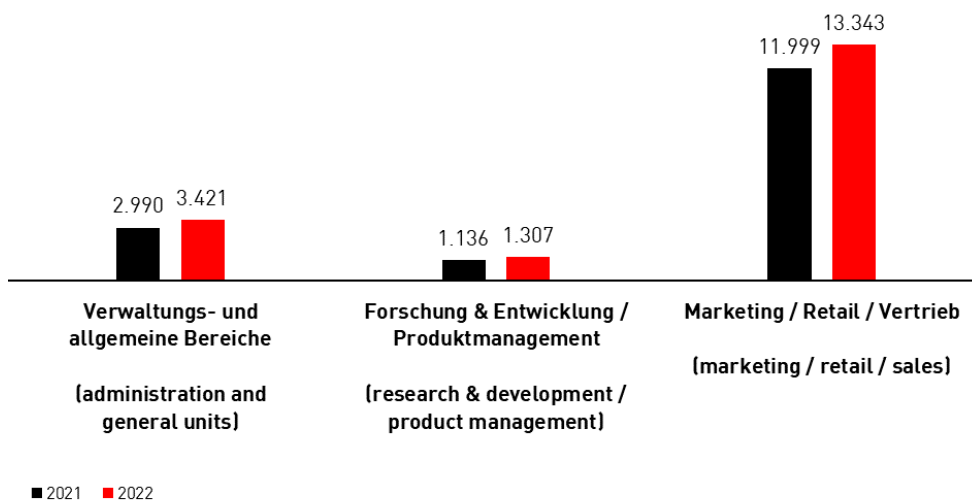 2.990
3.421
1.136
1.307
11.999
13.343
Verwaltungs- und
allgemeine Bereiche
(administration and
general units)
Forschung & Entwicklung /
Produktmanagement
(research & development /
product management)
Marketing / Retail / Vertrieb
(marketing / retail / sales)
2021
2022